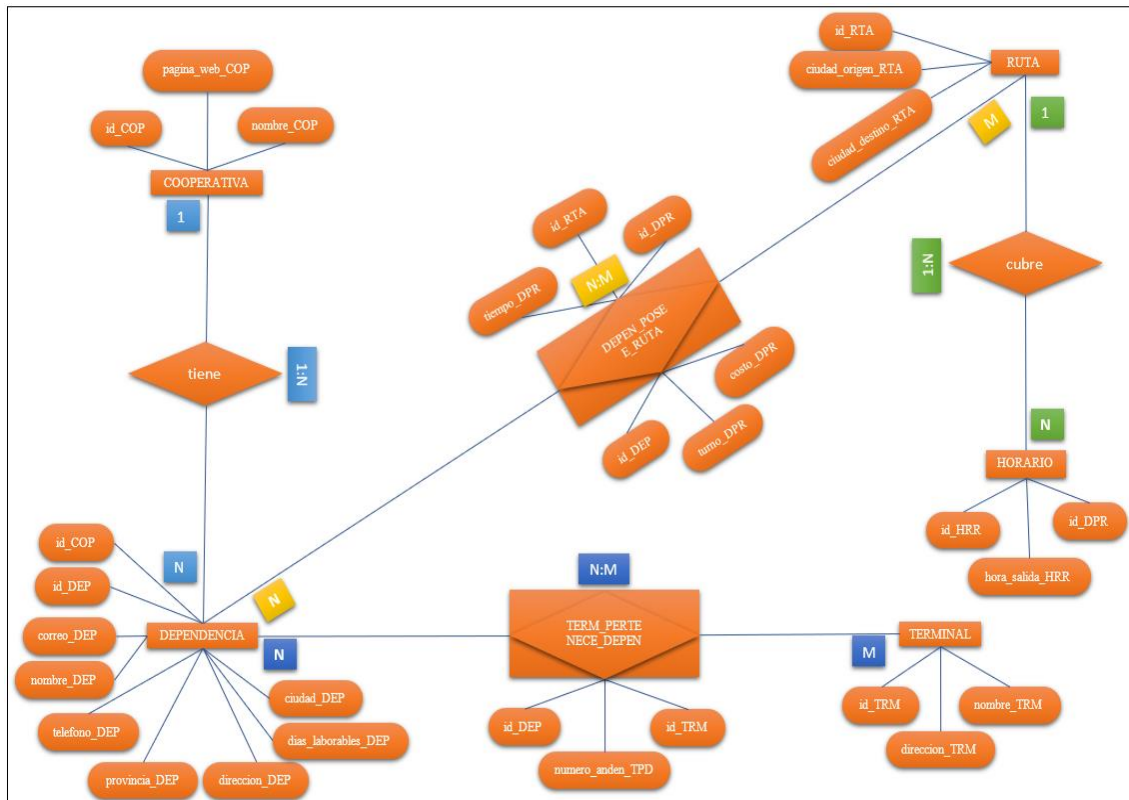 pagina_web_COP
id_COP
nombre_COP
COOPERATIVA
1
tiene
1:N
N
id_RTA
ciudad_origen_RTA
ciudad_destino_RTA
RUTA
M
1
cubre
1:N
N
HORARIO
id_HRR
hora_salida_HRR
id_DPR
id_RTA
id_DPR
N:M
tiempo_DPR
DEPEN_POSE
E_RUTA
costo_DPR
turno_DPR
id_DEP
id_COP
id_DEP
correo_DEP
nombre_DEP
telefono_DEP
provincia_DEP
direccion_DEP
dias_laborables_DEP
ciudad_DEP
DEPENDENCIA
N
N
N:M
TERM_PERTE
NECE_DEPEN
id_DEP
numero_anden_TPD
id_TRM
M
TERMINAL
id_TRM
direccion_TRM
nombre_TRM